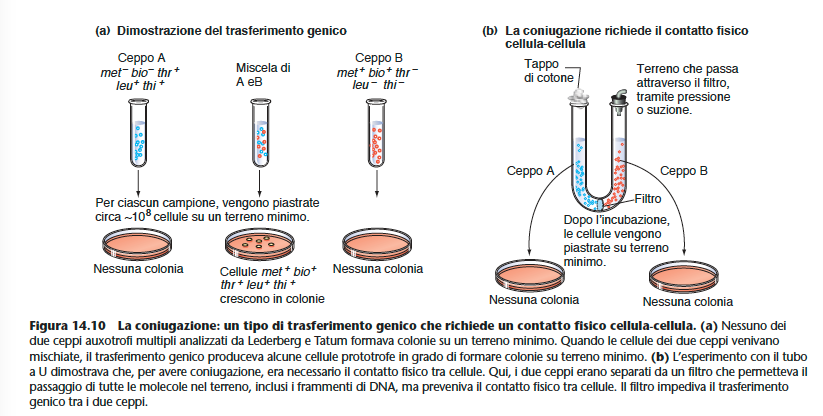 (a) Dimostrazione del trasferimento genico
Ceppo A
met– bio– thr+
leu+ thi+
Miscela di
A eB
Ceppo B
met+ bio+ thr–
leu– thi–
Per ciascun campione, vengono piastrate
circa ~10⁸ cellule su un terreno minimo.
Nessuna colonia
Cellule met+ bio+
thr+ leu+ thi+
crescono in colonie
Nessuna colonia
(b) La coniugazione richiede il contatto fisico
cellula-cellula
Tappo
di cotone
Terreno che passa
attraverso il filtro,
tramite pressione
o suzione.
Ceppo A
Ceppo B
Filtro
Dopo l'incubazione,
le cellule vengono
piastrate su terreno
minimo.
Nessuna colonia
Nessuna colonia
Figura 14.10 La coniugazione: un tipo di trasferimento genico che richiede un contatto fisico cellula-cellula. (a) Nessuno dei
due ceppi auxotrofi multipli analizzati da Lederberg e Tatum formava colonie su un terreno minimo. Quando le cellule dei due ceppi venivano
mischiate, il trasferimento genico produceva alcune cellule prototrofe in grado di formare colonie su terreno minimo. (b) L'esperimento con il tubo
a U dimostrava che, per avere coniugazione, era necessario il contatto fisico tra cellule. Qui, i due ceppi erano separati da un filtro che permetteva il
passaggio di tutte le molecole nel terreno, inclusi i frammenti di DNA, ma preveniva il contatto fisico tra cellule. Il filtro impediva il trasferimento
genico tra i due ceppi.